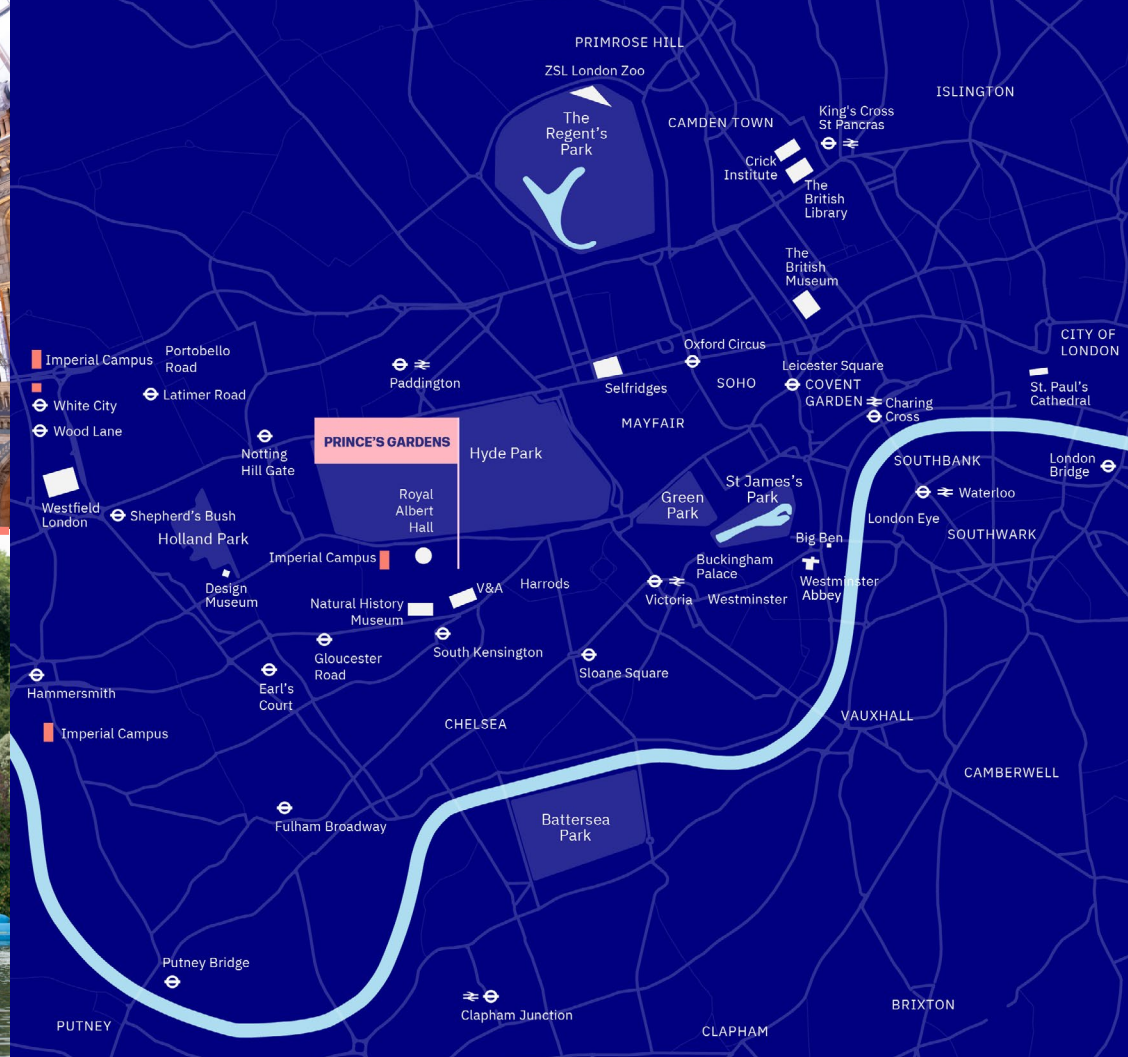 PRIMROSE HILL
ZSL London Zoo
The
Regent's
Park
CAMDEN TOWN
ISLINGTON
King's Cross
St Pancras
Crick
Institute
The
British
Library
The
British
Museum
CITY OF
LONDON
Imperial Campus
Portobello
Road
White City
Latimer Road
Wood Lane
Paddington
Selfridges
Oxford Circus
SOHO
Leicester Square
COVENT
GARDEN
Charing
Cross
St. Paul's
Cathedral
MAYFAIR
Notting
Hill Gate
PRINCE'S GARDENS
Hyde Park
SOUTHBANK
London
Bridge
Westfield
London
Shepherd's Bush
Holland Park
Royal
Albert
Hall
Green
Park
St James's
Park
Waterloo
London Eye
SOUTHWARK
Big Ben
Imperial Campus
Design
Museum
Buckingham
Palace
Westminster
Abbey
Natural History
Museum
V&A
Harrods
Victoria
Westminster
Gloucester
Road
South Kensington
Sloane Square
Hammersmith
Earl's
Court
Imperial Campus
CHELSEA
VAUXHALL
CAMBERWELL
Fulham Broadway
Battersea
Park
Putney Bridge
Clapham Junction
PUTNEY
CLAPHAM
BRIXTON